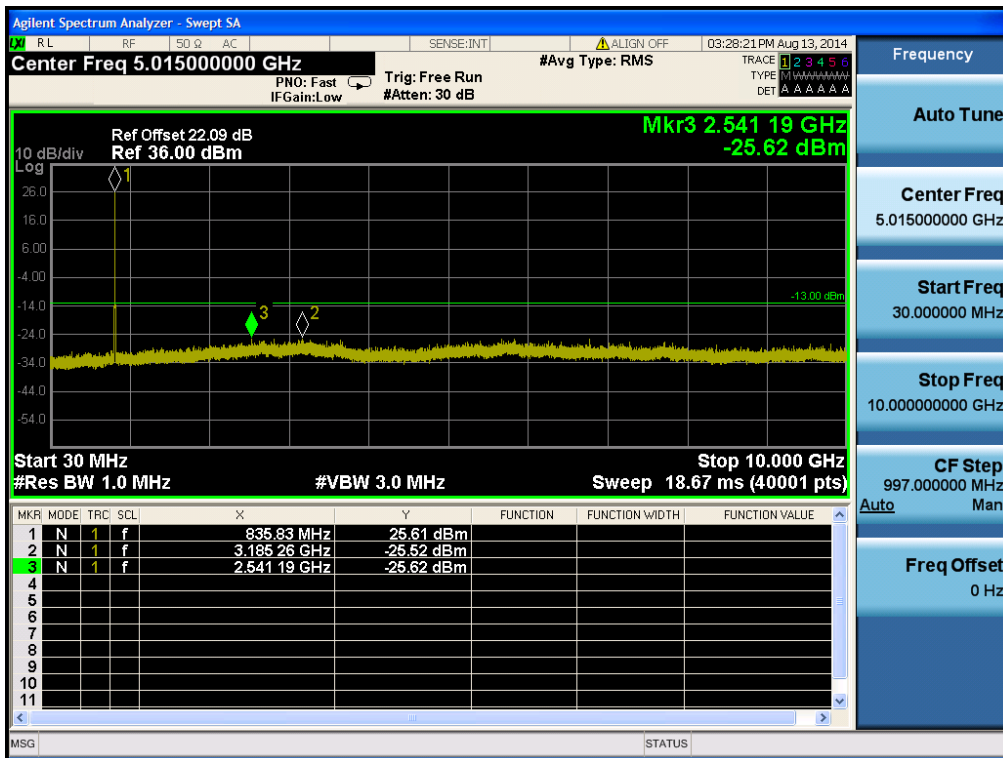 Agilent Spectrum Analyzer - Swept SA
LXI RL RF 50 Ω AC SENSE:INT ALIGN OFF 03:28:21 PM Aug 13, 2014
Center Freq 5.015000000 GHz
PNO: Fast
IFGain:Low
Trig: Free Run
#Atten: 30 dB
#Avg Type: RMS
TRACE 1 2 3 4 5 6
TYPE M WWWWW
DET A A A A A A
Mkr3 2.541 19 GHz
-25.62 dBm
Ref Offset 22.09 dB
10 dB/div Ref 36.00 dBm
Log
1
26.0
16.0
6.00
-4.00
-13.00 dBm
-14.0
3 2
-24.0
-34.0
-44.0
-54.0
Start 30 MHz Stop 10.000 GHz
#Res BW 1.0 MHz #VBW 3.0 MHz Sweep 18.67 ms (40001 pts)
MKR MODE TRC SCL X Y FUNCTION FUNCTION WIDTH FUNCTION VALUE
1 N 1 f 835.83 MHz 25.61 dBm
2 N 1 f 3.185 26 GHz -25.52 dBm
3 N 1 f 2.541 19 GHz -25.62 dBm
4
5
6
7
8
9
10
11
MSG STATUS
Frequency
Auto Tune
Center Freq
5.015000000 GHz
Start Freq
30.000000 MHz
Stop Freq
10.000000000 GHz
CF Step
997.000000 MHz
Auto Man
Freq Offset
0 Hz